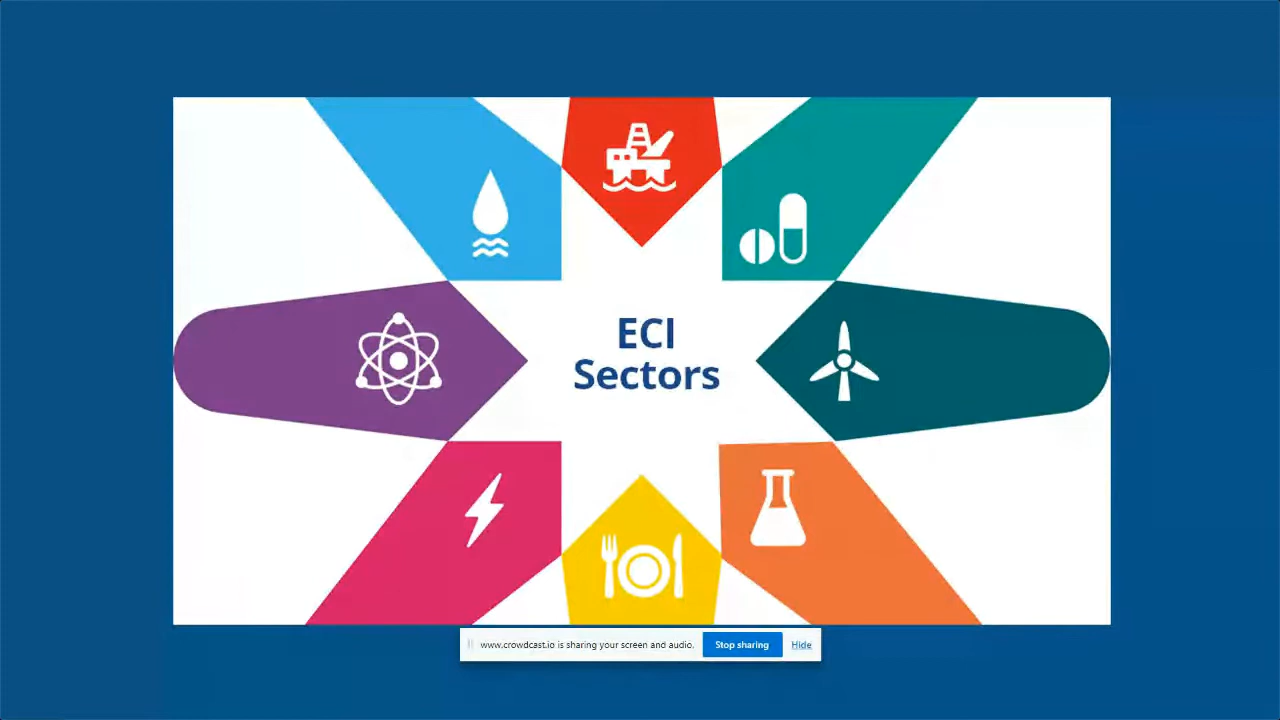 ECI
Sectors
www.crowdcast.io is sharing your screen and audio.
Stop sharing
Hide